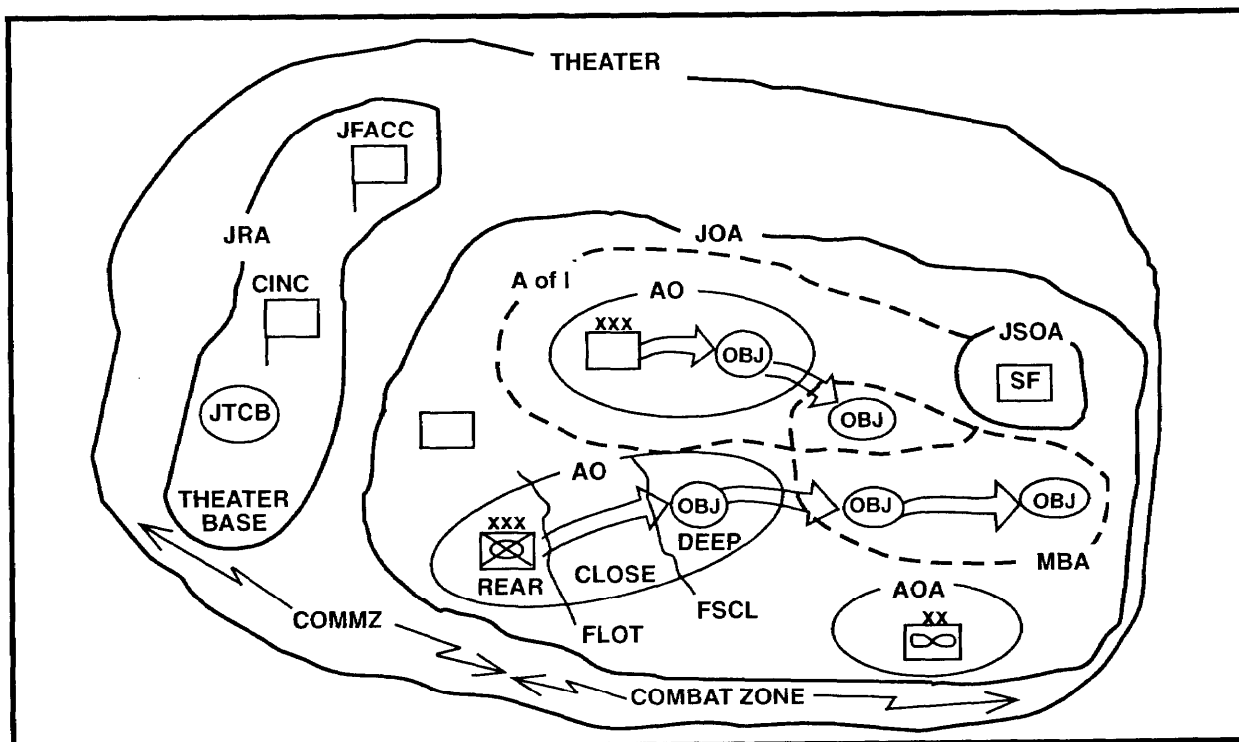 THEATER
JFACC
JRA
JOA
CINC
A of I
AO
XXX
OBJ
JSOA
SF
JTCB
OBJ
AO
THEATER
BASE
XXX
OBJ
OBJ
OBJ
DEEP
REAR
CLOSE
MBA
FSCL
AOA
COMMZ
FLOT
XX
COMBAT ZONE